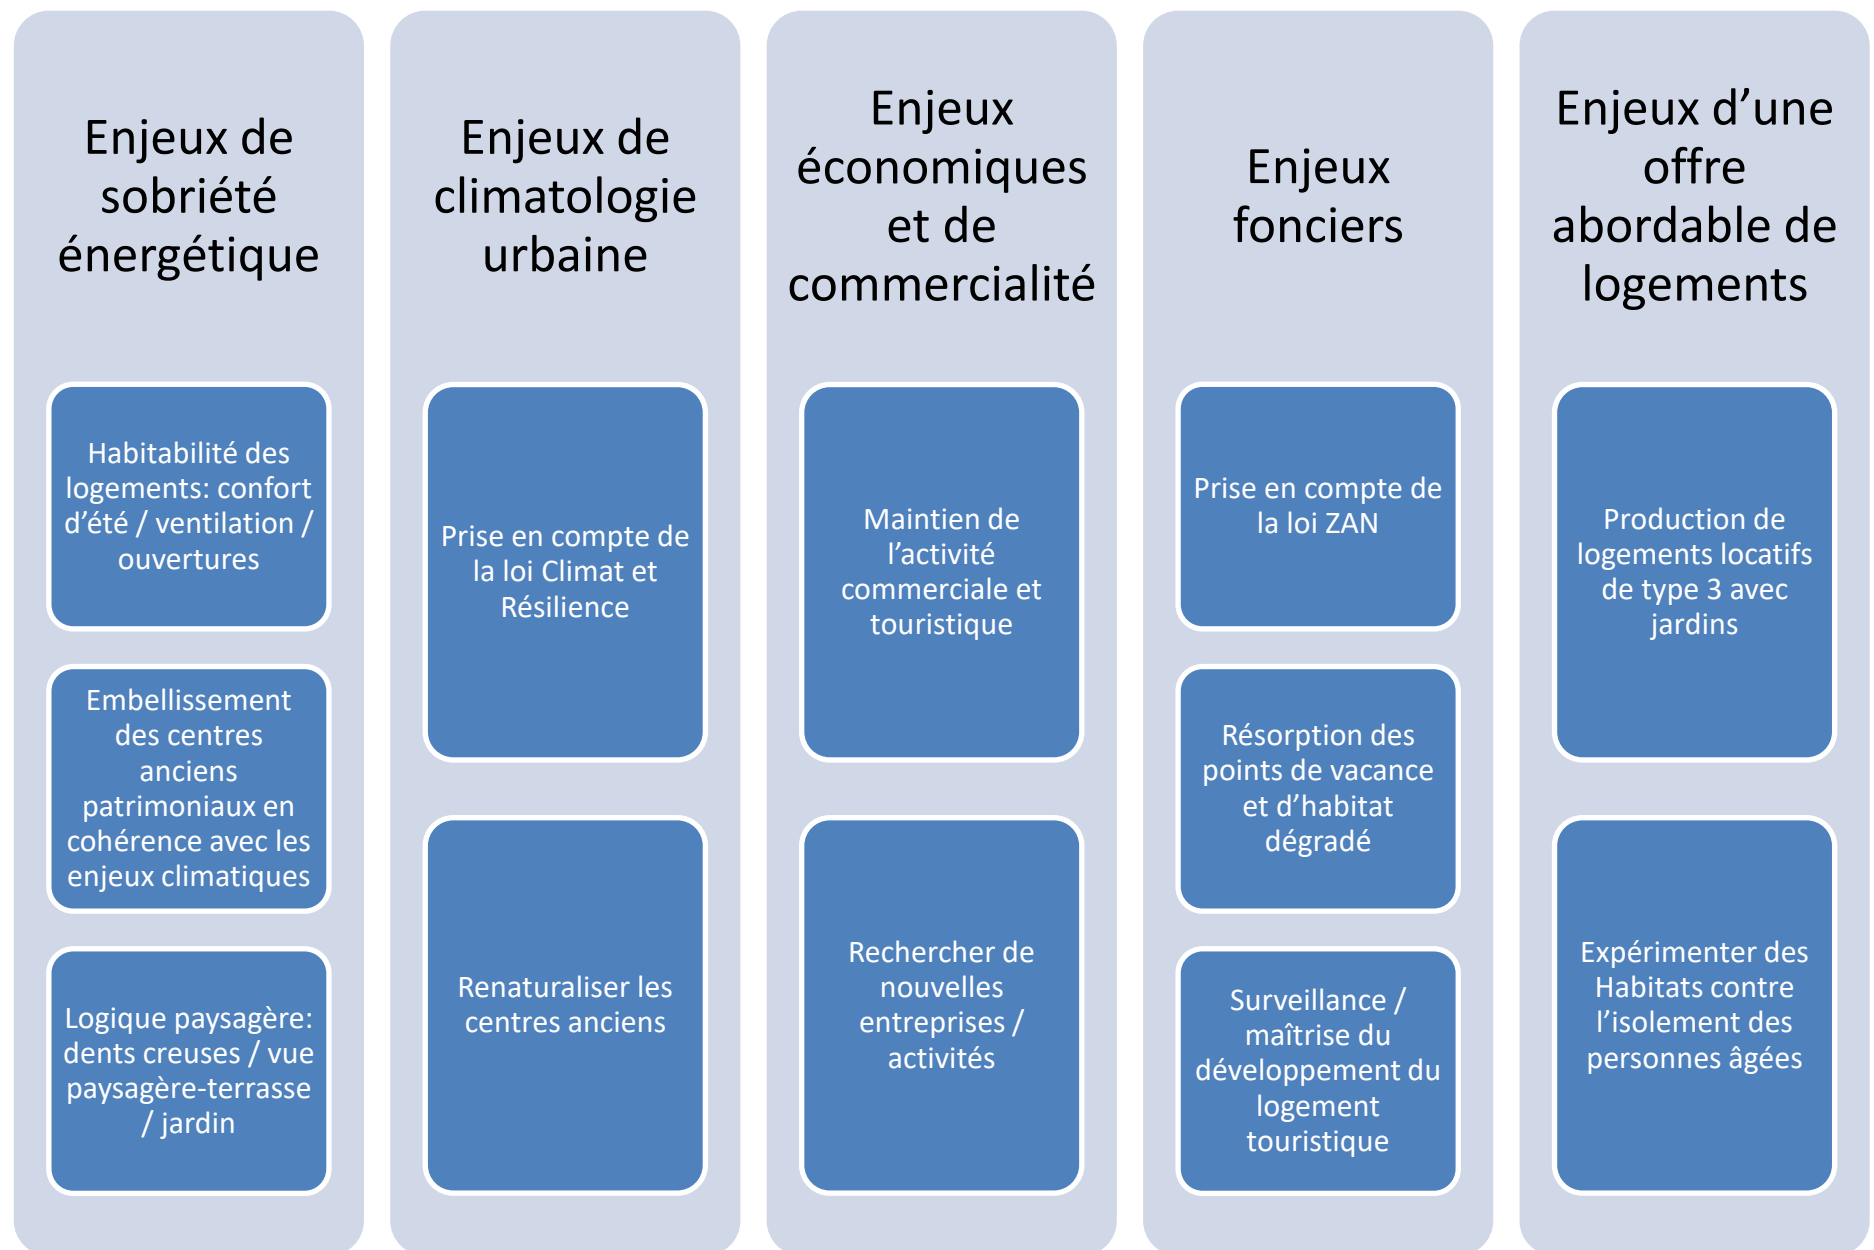 Enjeux de
sobriété
énergétique
Habitabilité des
logements: confort
d’été / ventilation /
ouvertures
Embellissement
des centres
anciens
patrimoniaux en
cohérence avec les
enjeux climatiques
Logique paysagère:
dents creuses / vue
paysagère-terrasse
/ jardin
Enjeux de
climatologie
urbaine
Prise en compte de
la loi Climat et
Résilience
Renaturaliser les
centres anciens
Enjeux
économiques
et de
commercialité
Maintien de
l’activité
commerciale et
touristique
Rechercher de
nouvelles
entreprises /
activités
Enjeux
fonciers
Prise en compte de
la loi ZAN
Résorption des
points de vacance
et d’habitat
dégradé
Surveillance /
maîtrise du
développement du
logement
touristique
Enjeux d’une
offre
abordable de
logements
Production de
logements locatifs
de type 3 avec
jardins
Expérimenter des
Habitats contre
l’isolement des
personnes âgées